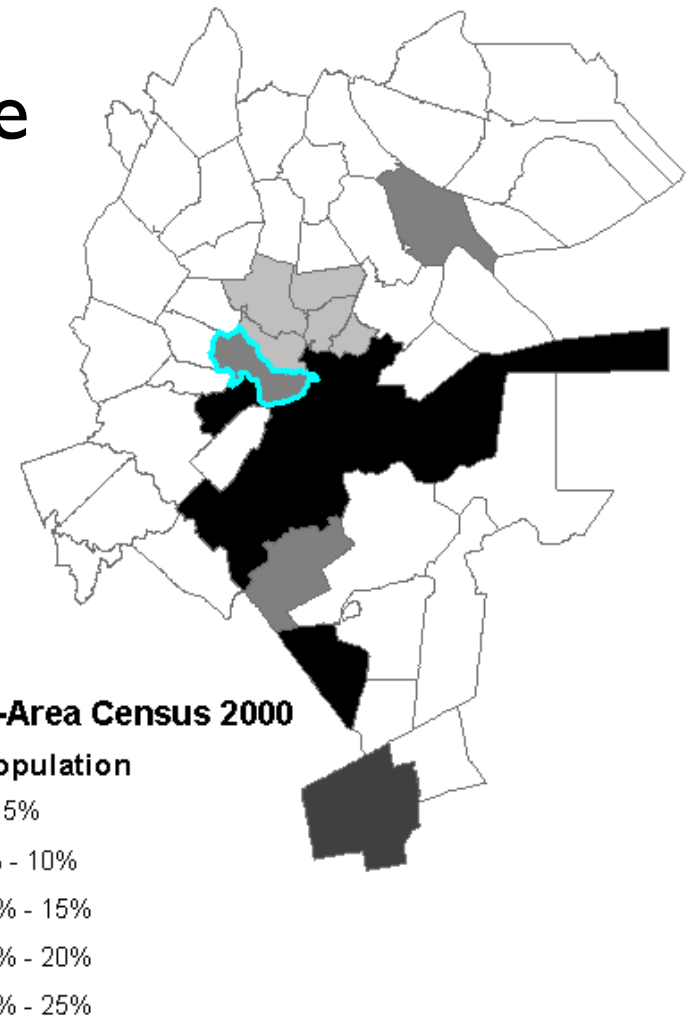 e
-Area Census 2000
opulation
5%
- 10%
% - 15%
% - 20%
% - 25%